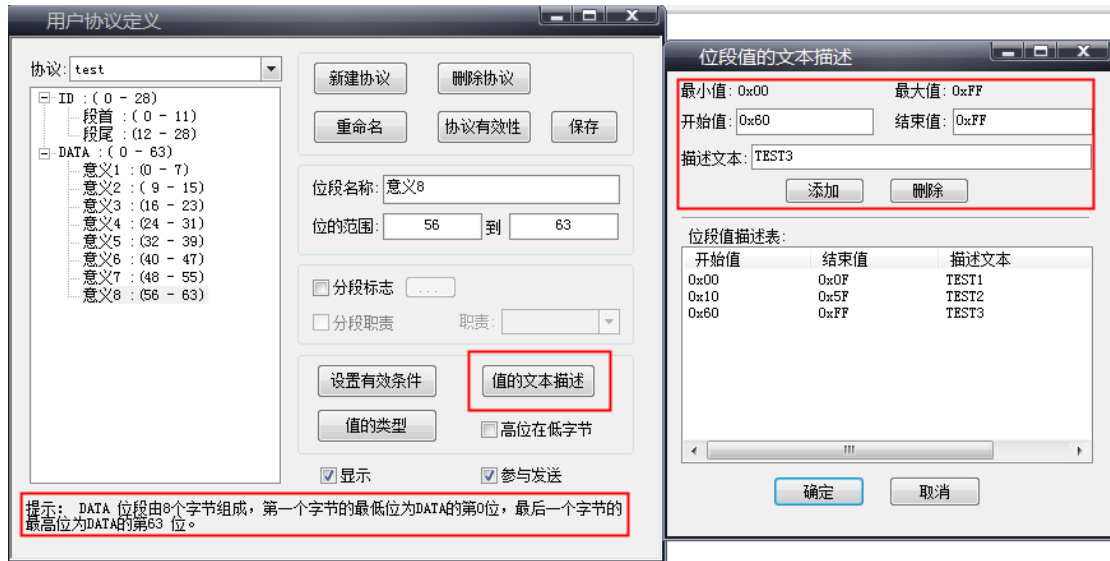 用户协议定义
协议: test
新建协议 删除协议
重命名 协议有效性 保存
ID :( 0 - 28)
段首 :( 0 - 11)
段尾 :(12 - 28)
DATA :( 0 - 63)
意义1 :(0 - 7)
意义2 :( 9 - 15)
意义3 :(16 - 23)
意义4 :(24 - 31)
意义5 :(32 - 39)
意义6 :(40 - 47)
意义7 :(48 - 55)
意义8 :(56 - 63)
位段名称: 意义8
位的范围: 56 到 63
分段标志 ...
分段职责 职责:
设置有效条件 值的文本描述
值的类型 高位在低字节
显示 参与发送
提示: DATA 位段由8个字节组成，第一个字节的最低位为DATA的第0位，最后一个字节的
最高位为DATA的第63 位。
位段值的文本描述
最小值: 0x00 最大值: 0xFF
开始值: 0x60 结束值: 0xFF
描述文本: TEST3
添加 删除
位段值描述表:
开始值 结束值 描述文本
0x00 0x0F TEST1
0x10 0x5F TEST2
0x60 0xFF TEST3
确定 取消